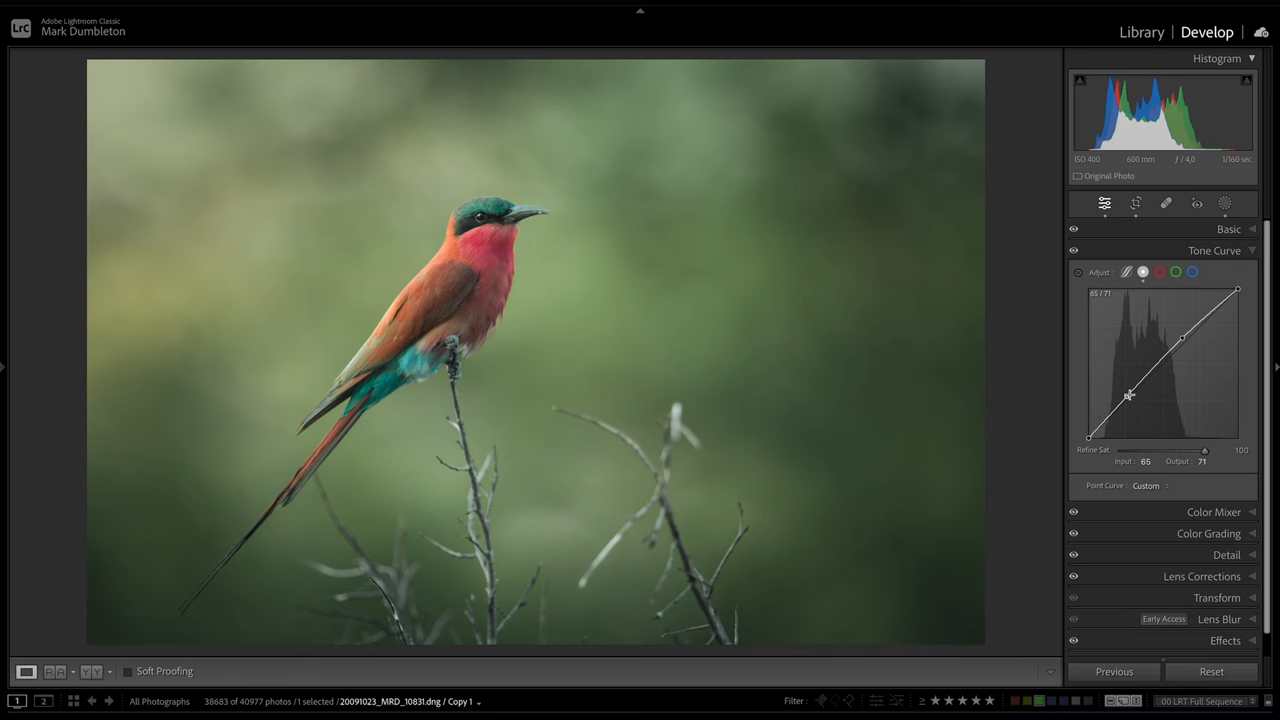 LrC
Adobe Lightroom Classic
Mark Dumbleton
Library | Develop
Histogram
ISO 400 600 mm ƒ / 4,0 1/160 sec
Original Photo
Basic
Tone Curve
Adjust :
65 / 71
Refine Sat. 100
Input : 65 Output : 71
Point Curve : Custom
Color Mixer
Color Grading
Detail
Lens Corrections
Transform
Early Access Lens Blur
Effects
Previous Reset
R A Y Y Soft Proofing
1 2 All Photographs 38683 of 40977 photos / 1 selected / 20091023_MRD_10831.dng / Copy 1 Filter : ≥ ★ ★ ★ ★ ★ 00 LRT Full Sequence